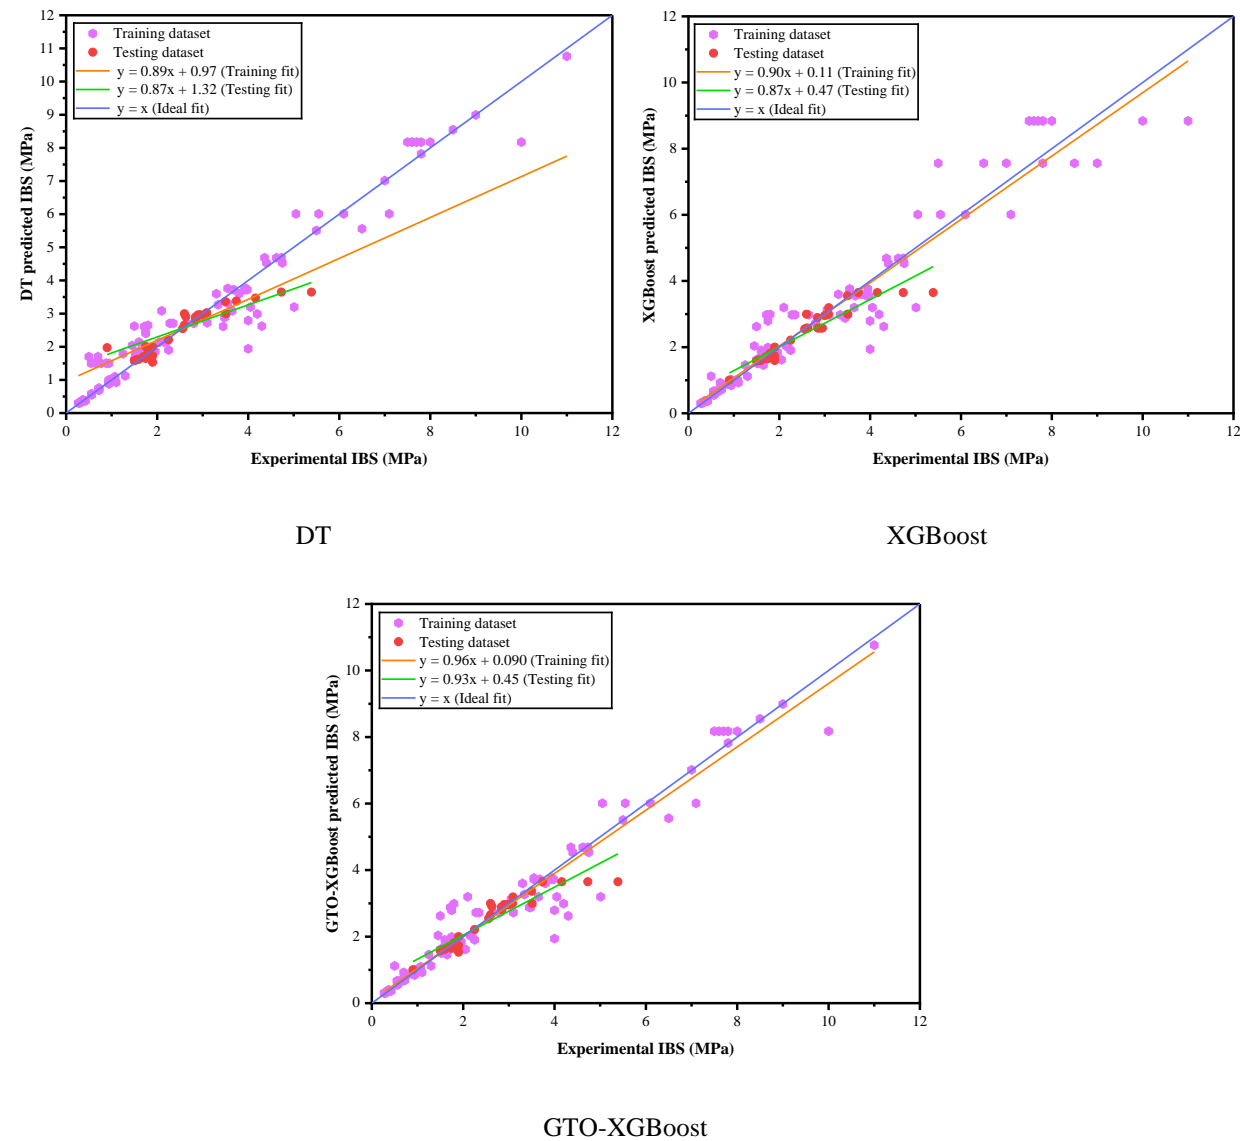 12
11
10
9
8
7
6
5
4
3
2
1
0
0
2
4
6
8
10
12
DT predicted IBS (MPa)
Experimental IBS (MPa)
Training dataset
Testing dataset
y = 0.89x + 0.97 (Training fit)
y = 0.87x + 1.32 (Testing fit)
y = x (Ideal fit)
DT
12
10
8
6
4
2
0
0
2
4
6
8
10
12
XGBoost predicted IBS (MPa)
Experimental IBS (MPa)
Training dataset
Testing dataset
y = 0.90x + 0.11 (Training fit)
y = 0.87x + 0.47 (Testing fit)
y = x (Ideal fit)
XGBoost
12
10
8
6
4
2
0
0
2
4
6
8
10
12
GTO-XGBoost predicted IBS (MPa)
Experimental IBS (MPa)
Training dataset
Testing dataset
y = 0.96x + 0.090 (Training fit)
y = 0.93x + 0.45 (Testing fit)
y = x (Ideal fit)
GTO-XGBoost